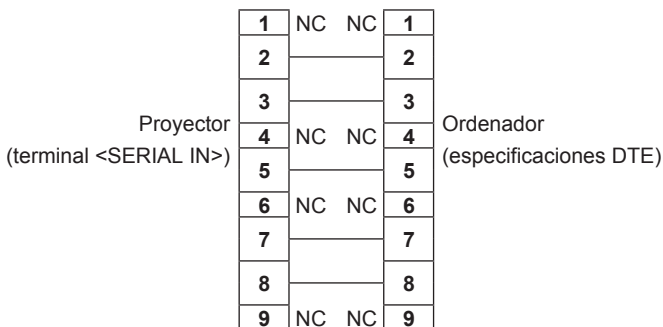 1 NC NC 1
2 2
3 3
Proyector
(terminal <SERIAL IN>)
4 NC NC 4
Ordenador
(especificaciones DTE)
5 5
6 NC NC 6
7 7
8 8
9 NC NC 9